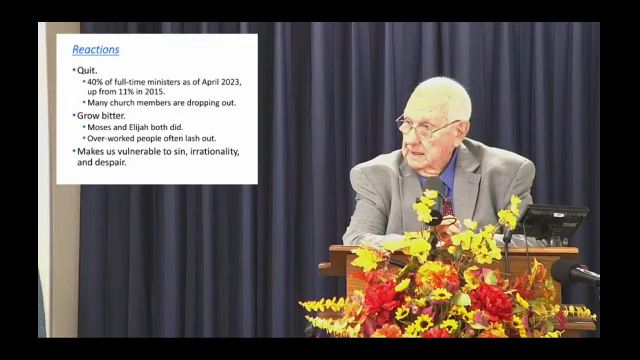 Reactions
•Quit.
•40% of full-time ministers as of April 2023,
up from 11% in 2015.
•Many church members are dropping out.
•Grow bitter.
•Moses and Elijah both did.
•Over-worked people often lash out.
•Makes us vulnerable to sin, irrationality,
and despair.